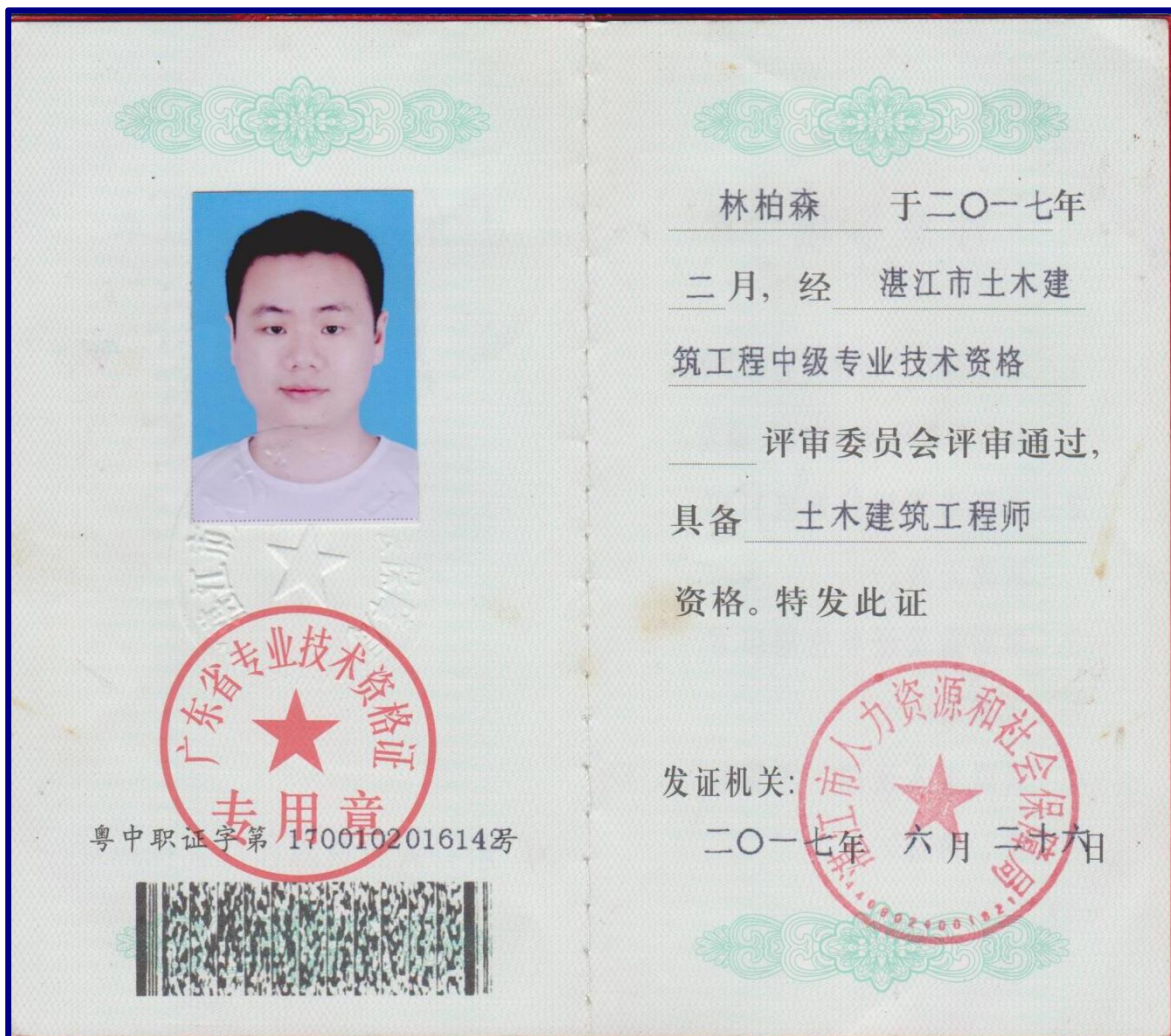 广东省专业技术资格证
专用章
粤中职证字第 1700102016142号
林柏森 于二〇一七年
二月，经 湛江市土木建
筑工程中级专业技术资格
评审委员会评审通过，
具备 土木建筑工程师
资格。特发此证
湛江市人力资源和社会保障局
发证机关：
二〇一七年 六月 二十六日